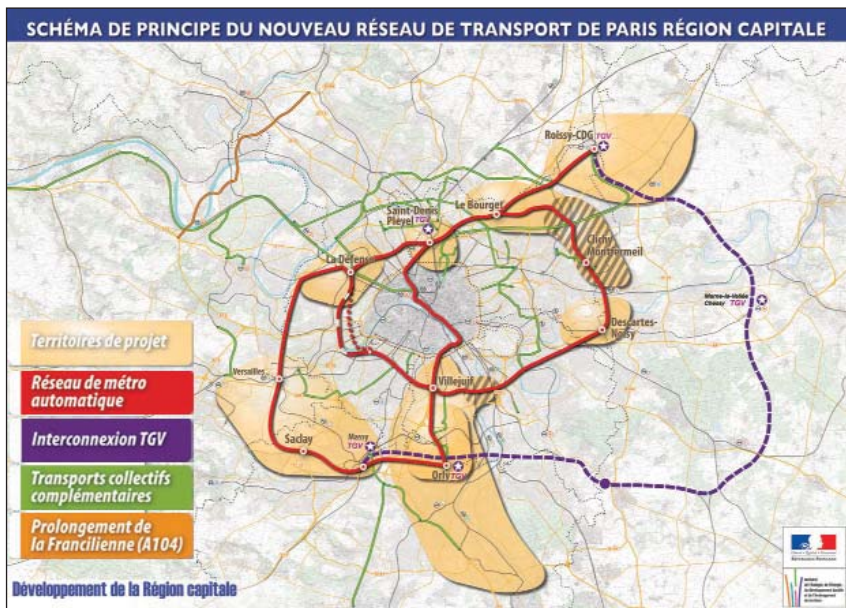 SCHÉMA DE PRINCIPE DU NOUVEAU RÉSEAU DE TRANSPORT DE PARIS RÉGION CAPITALE
Roissy-CDG TGV
Le Bourget
Saint-Denis
Pleyel
TGV
Clichy
Montfermeil
La Défense
Marne-la-Vallée
Chessy TGV
Descartes-
Noisy
Versailles
Villejuif
Saclay
Massy
TGV
Orly TGV
Territoires de projet
Réseau de métro
automatique
Interconnexion TGV
Transports collectifs
complémentaires
Prolongement de
la Francilienne (A104)
Développement de la Région capitale
RÉPUBLIQUE FRANÇAISE